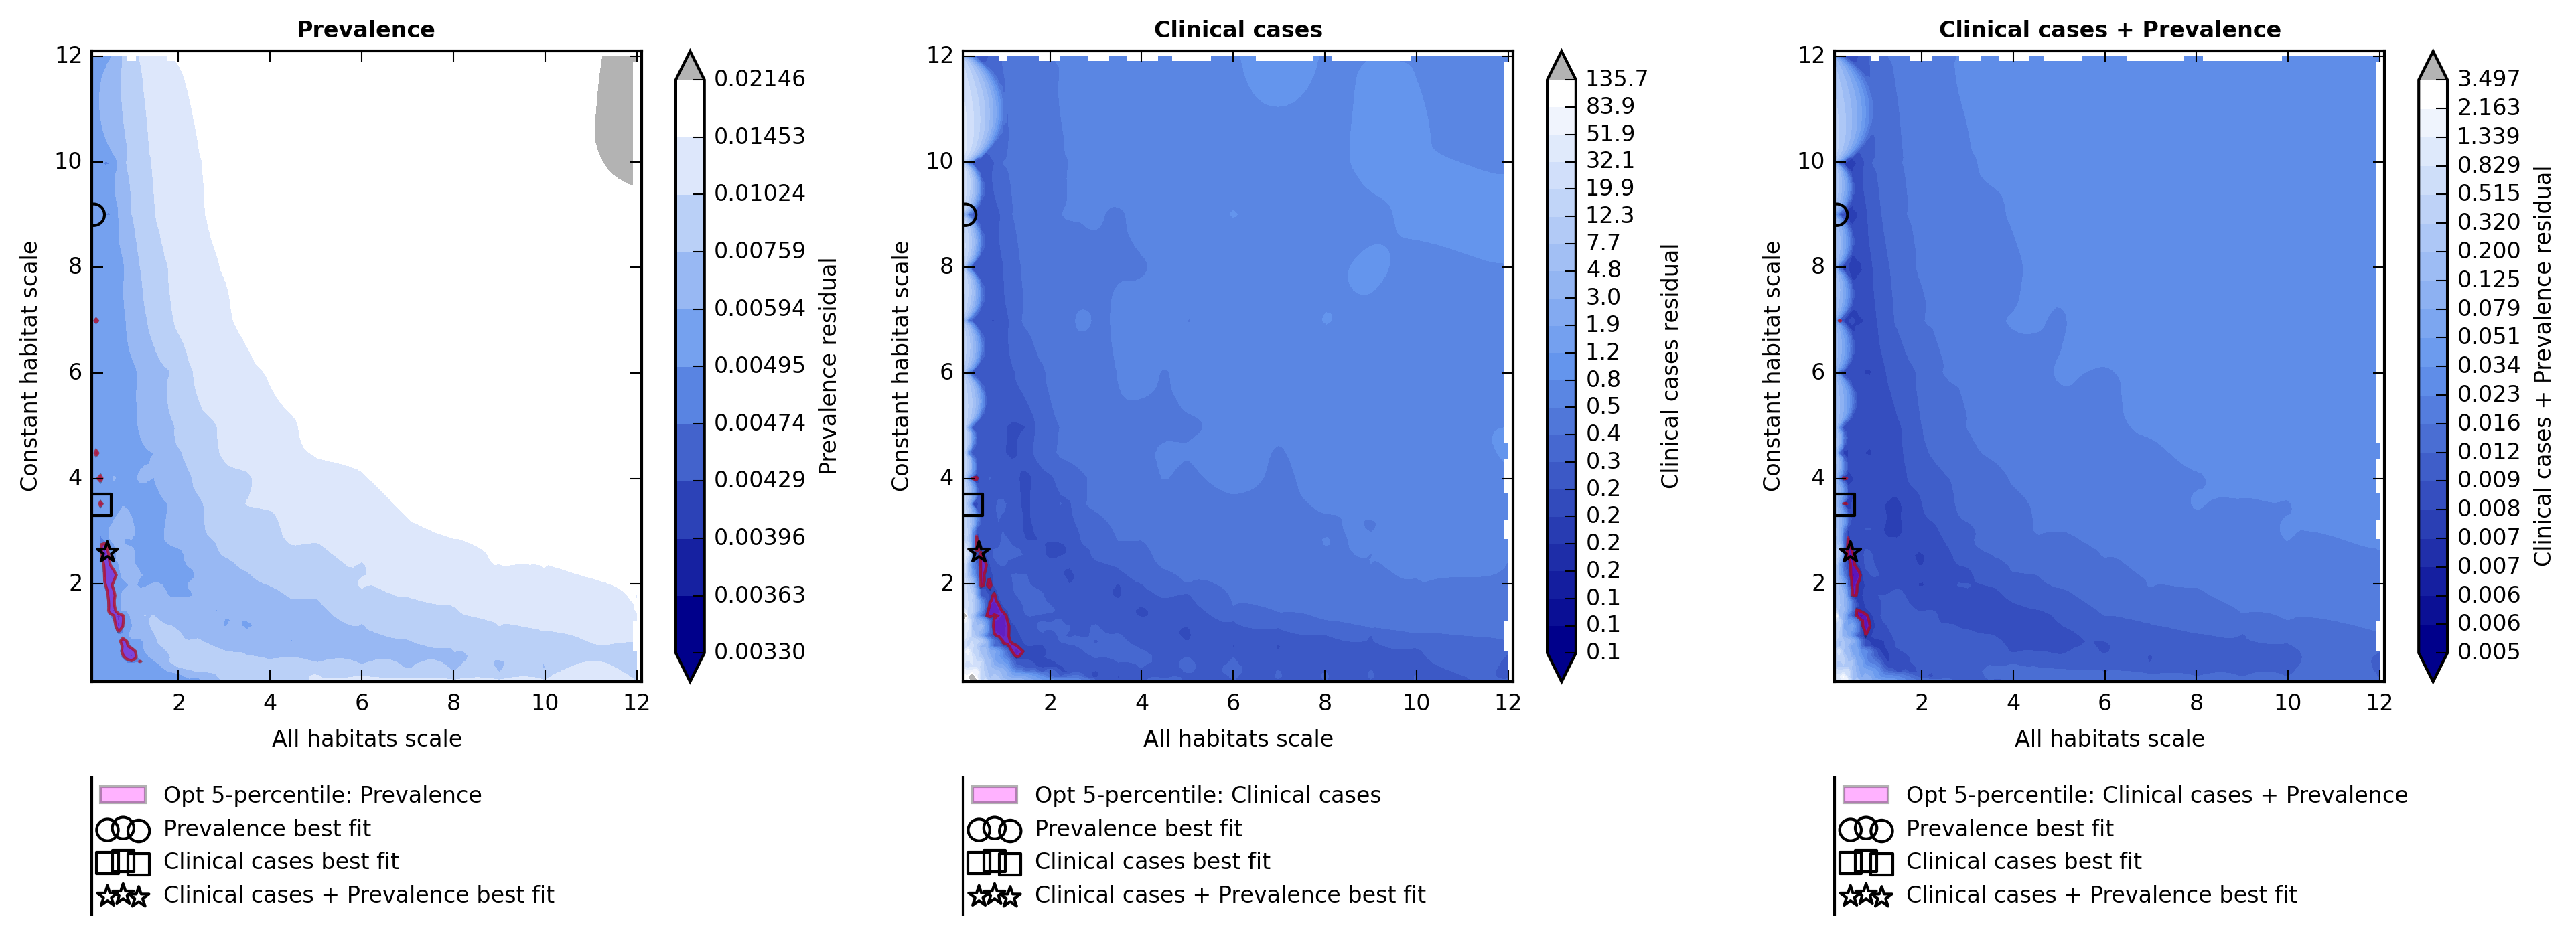 Prevalence
12
10
8
6
4
2
2 4 6 8 10 12
Constant habitat scale
All habitats scale
0.02146
0.01453
0.01024
0.00759
0.00594
0.00495
0.00474
0.00429
0.00396
0.00363
0.00330
Prevalence residual
Opt 5-percentile: Prevalence
Prevalence best fit
Clinical cases best fit
Clinical cases + Prevalence best fit
Clinical cases
12
10
8
6
4
2
2 4 6 8 10 12
Constant habitat scale
All habitats scale
135.7
83.9
51.9
32.1
19.9
12.3
7.7
4.8
3.0
1.9
1.2
0.8
0.5
0.4
0.3
0.2
0.2
0.2
0.2
0.1
0.1
0.1
Clinical cases residual
Opt 5-percentile: Clinical cases
Prevalence best fit
Clinical cases best fit
Clinical cases + Prevalence best fit
Clinical cases + Prevalence
12
10
8
6
4
2
2 4 6 8 10 12
Constant habitat scale
All habitats scale
3.497
2.163
1.339
0.829
0.515
0.320
0.200
0.125
0.079
0.051
0.034
0.023
0.016
0.012
0.009
0.008
0.007
0.007
0.006
0.006
0.005
Clinical cases + Prevalence residual
Opt 5-percentile: Clinical cases + Prevalence
Prevalence best fit
Clinical cases best fit
Clinical cases + Prevalence best fit